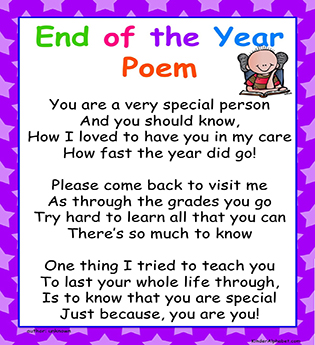 End of the Year
Poem
You are a very special person
And you should know,
How I loved to have you in my care
How fast the year did go!
Please come back to visit me
As through the grades you go
Try hard to learn all that you can
There's so much to know
One thing I tried to teach you
To last your whole life through,
Is to know that you are special
Just because, you are you!
author: unknown
KinderAlphabet.com